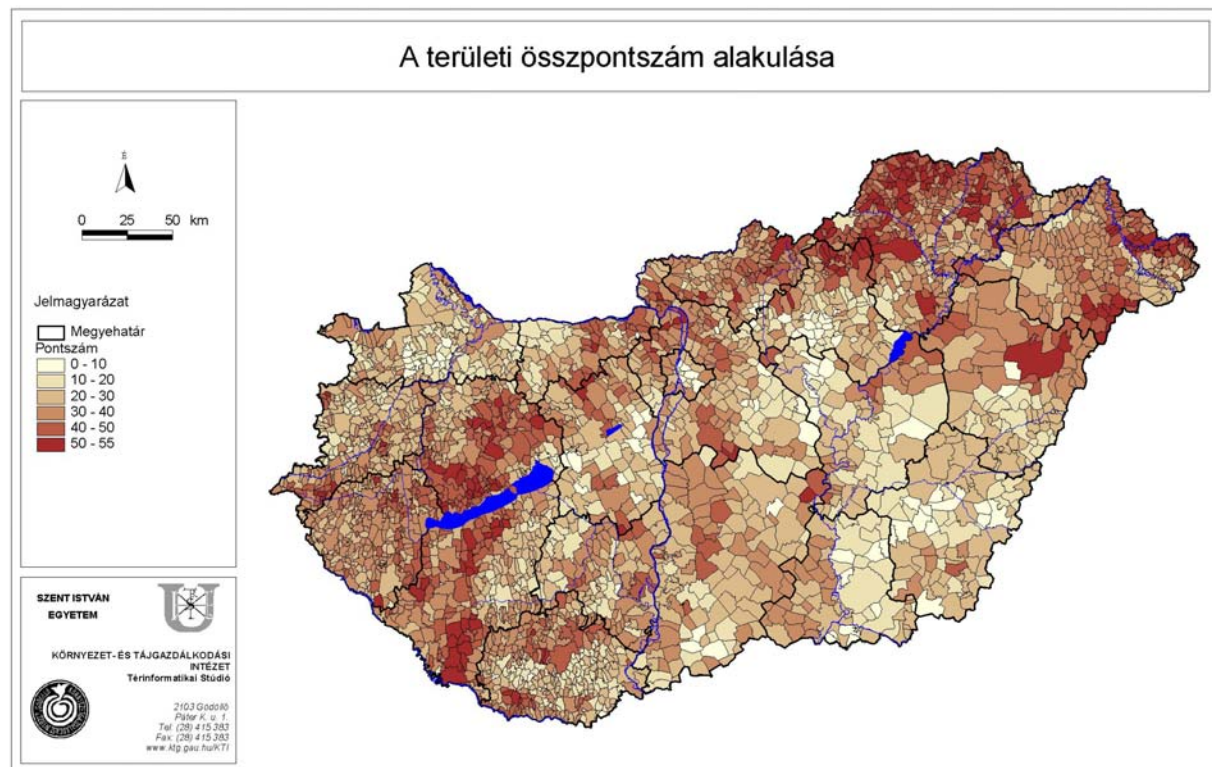 A területi összpontszám alakulása
0 25 50 km
Jelmagyarázat
Megyehatár
Pontszám
0 - 10
10 - 20
20 - 30
30 - 40
40 - 50
50 - 55
SZENT ISTVÁN
EGYETEM
KÖRNYEZET- ÉS TÁJGAZDÁLKODÁSI
INTÉZET
Térinformatikai Stúdió
2103 Gödöllő
Páter K. u. 1.
Tel: (28) 415 383
Fax: (28) 415 383
www.ktg.gau.hu/KTI